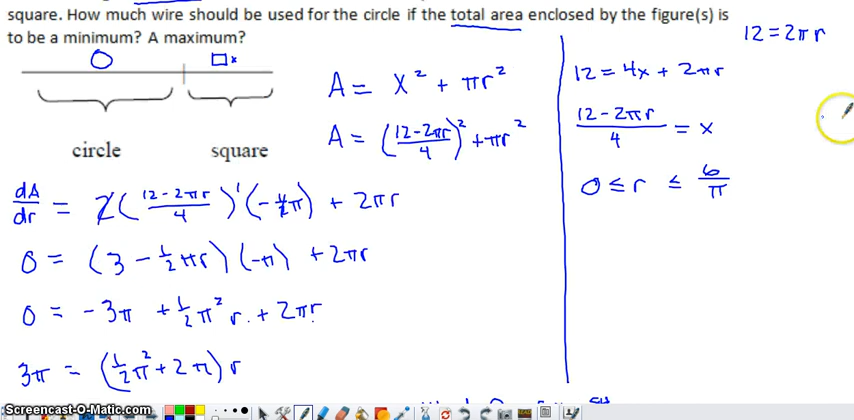 square. How much wire should be used for the circle if the total area enclosed by the figure(s) is
to be a minimum? A maximum?
12 = 2πr
x
circle square
A = x² + πr²
A = ((12 - 2πr)/4)² + πr²
12 = 4x + 2πr
(12 - 2πr)/4 = x
0 ≤ r ≤ 6/π
dA/dr = 2((12 - 2πr)/4)¹(-1/2π) + 2πr
0 = (3 - 1/2πr)(-π) + 2πr
0 = -3π + 1/2π²r + 2πr
3π = (1/2π² + 2π)r
Screencast-O-Matic.com